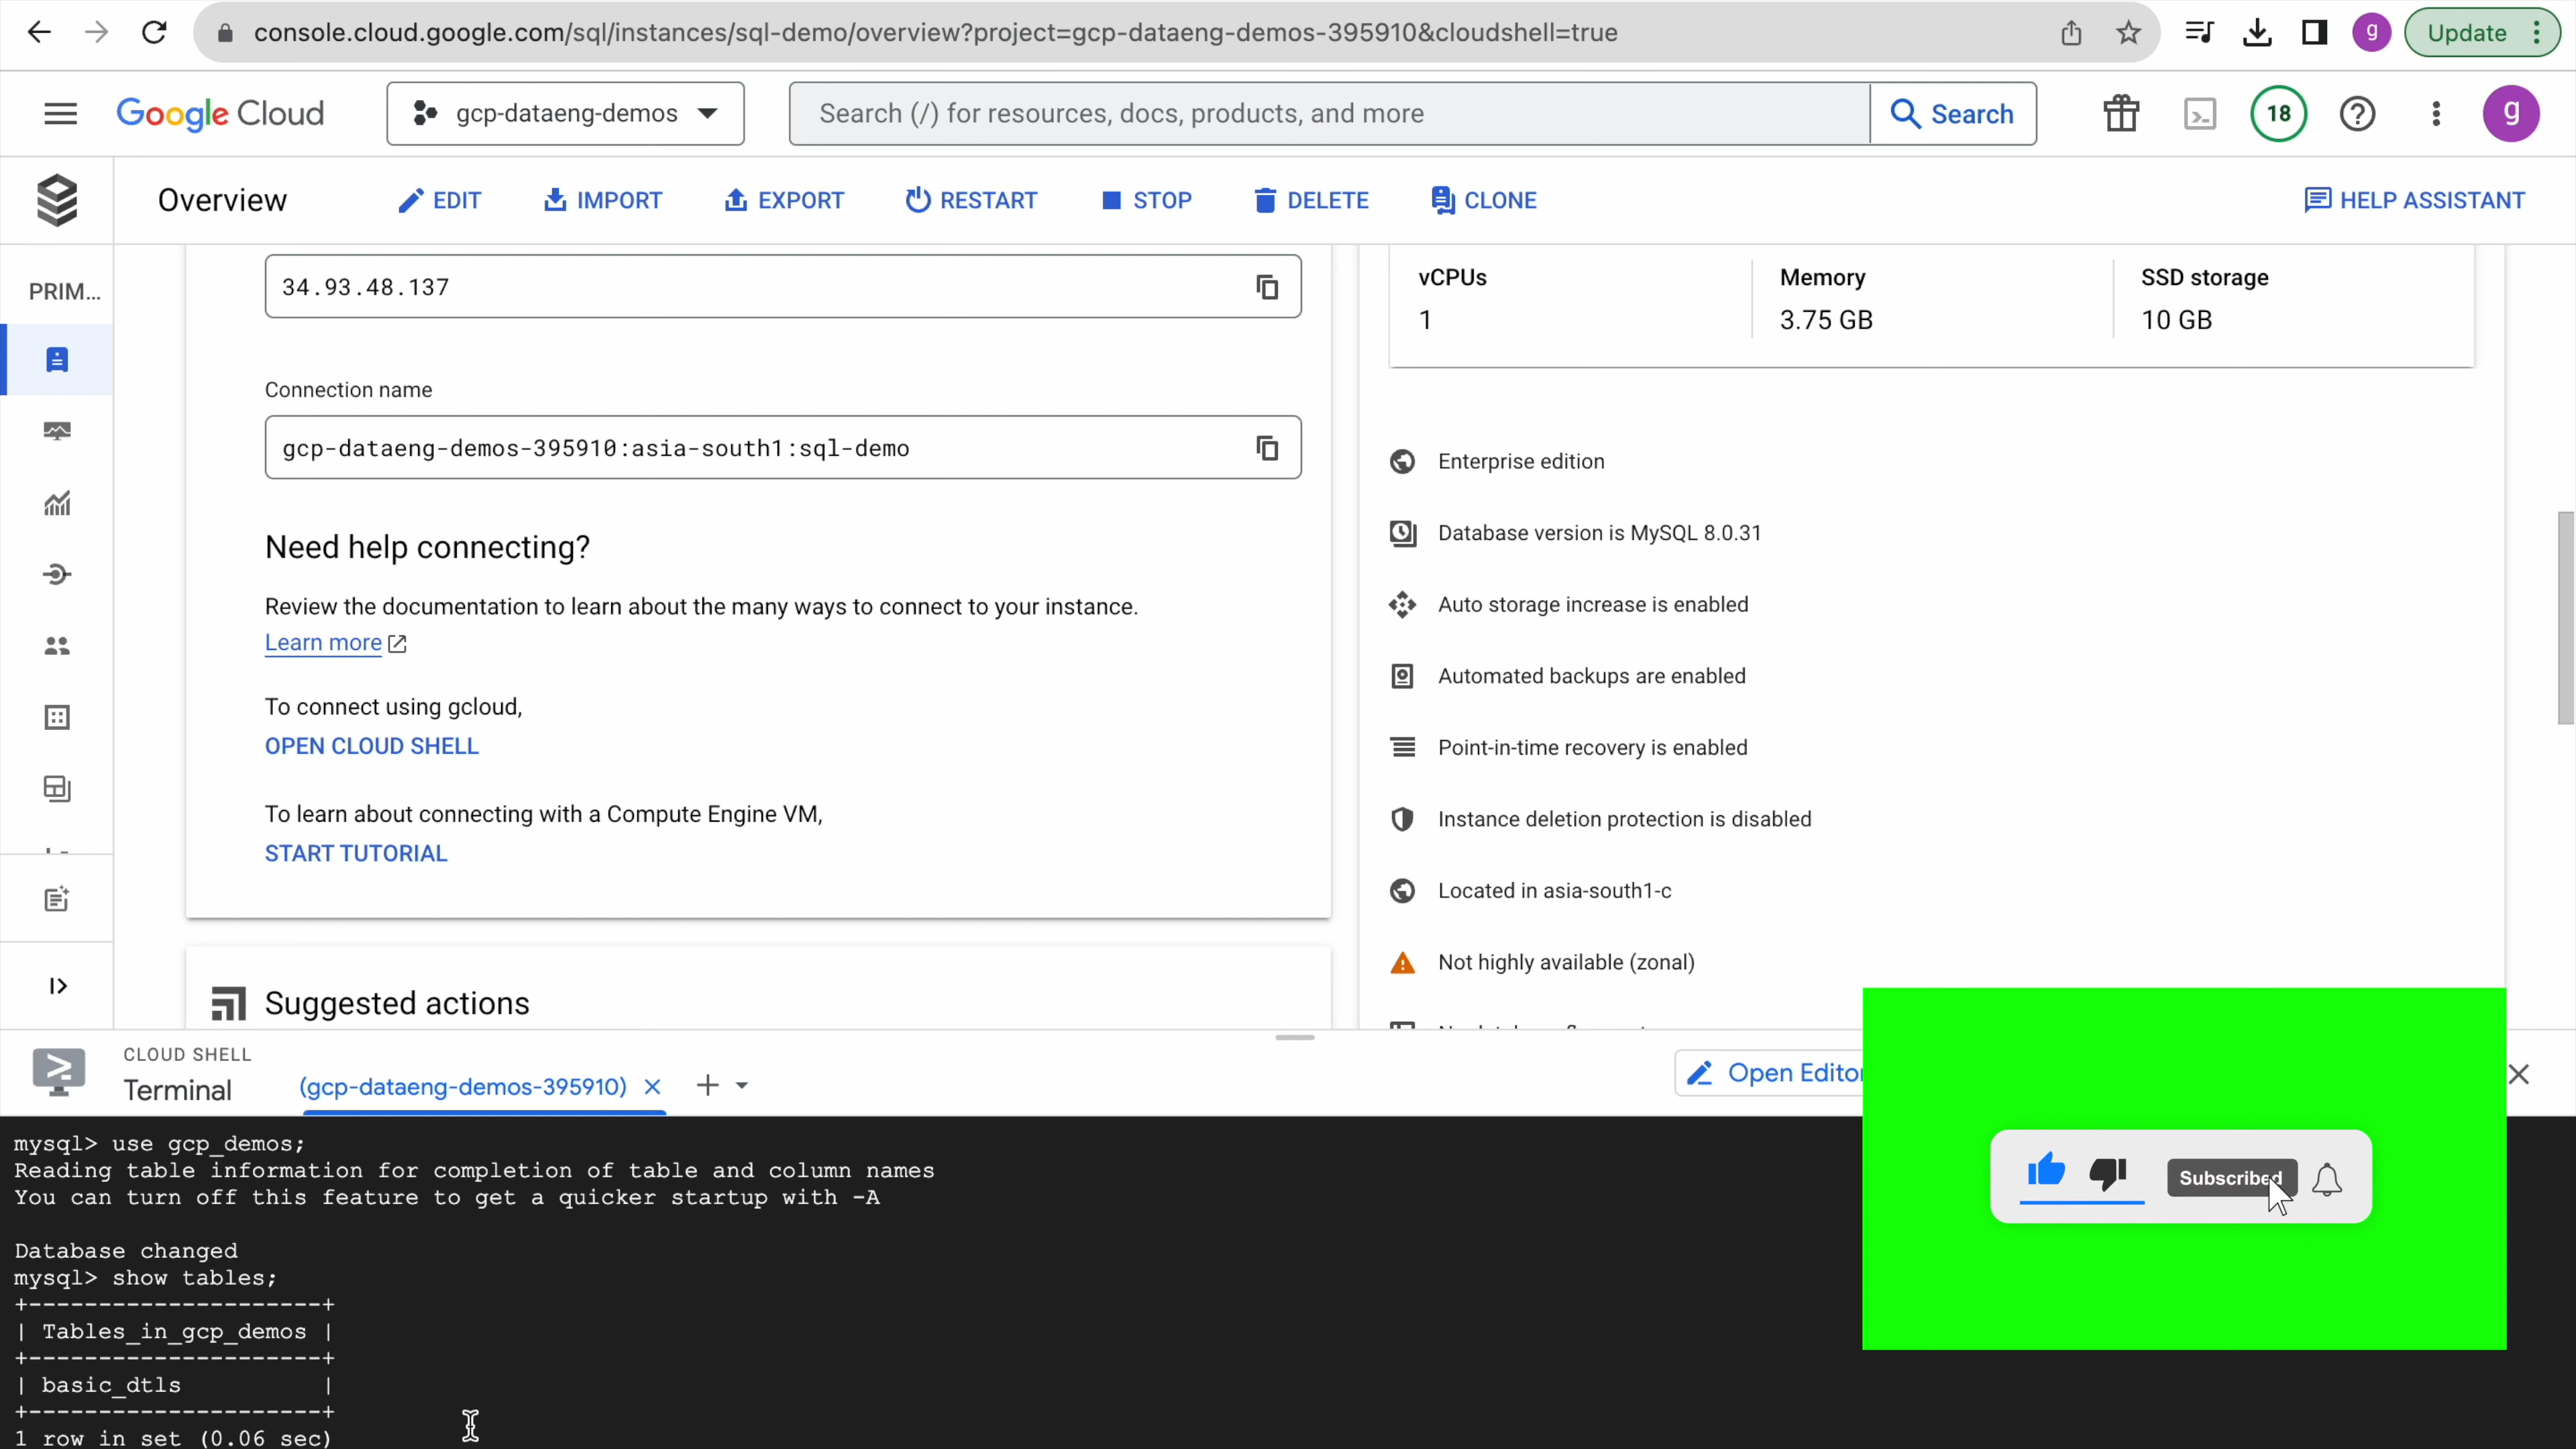 console.cloud.google.com/sql/instances/sql-demo/overview?project=gcp-dataeng-demos-395910&cloudshell=true
g
Update
Google Cloud
gcp-dataeng-demos
Search (/) for resources, docs, products, and more
Search
18
g
Overview
EDIT
IMPORT
EXPORT
RESTART
STOP
DELETE
CLONE
HELP ASSISTANT
PRIM...
34.93.48.137
Connection name
gcp-dataeng-demos-395910:asia-south1:sql-demo
Need help connecting?
Review the documentation to learn about the many ways to connect to your instance.
Learn more
To connect using gcloud,
OPEN CLOUD SHELL
To learn about connecting with a Compute Engine VM,
START TUTORIAL
Suggested actions
vCPUs
1
Memory
3.75 GB
SSD storage
10 GB
Enterprise edition
Database version is MySQL 8.0.31
Auto storage increase is enabled
Automated backups are enabled
Point-in-time recovery is enabled
Instance deletion protection is disabled
Located in asia-south1-c
Not highly available (zonal)
CLOUD SHELL
Terminal
(gcp-dataeng-demos-395910)
Open Editor
mysql> use gcp_demos;
Reading table information for completion of table and column names
You can turn off this feature to get a quicker startup with -A
Database changed
mysql> show tables;
+---------------------+
| Tables_in_gcp_demos |
+---------------------+
| basic_dtls          |
+---------------------+
1 row in set (0.06 sec)
Subscribed